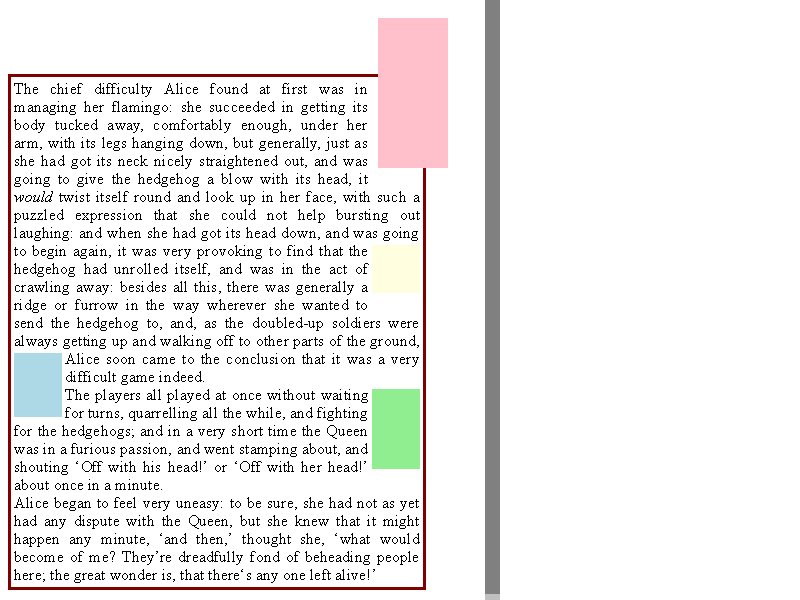 The chief difficulty Alice found at first was in
managing her flamingo: she succeeded in getting its
body tucked away, comfortably enough, under her
arm, with its legs hanging down, but generally, just as
she had got its neck nicely straightened out, and was
going to give the hedgehog a blow with its head, it
would twist itself round and look up in her face, with such a
puzzled expression that she could not help bursting out
laughing: and when she had got its head down, and was going
to begin again, it was very provoking to find that the
hedgehog had unrolled itself, and was in the act of
crawling away: besides all this, there was generally a
ridge or furrow in the way wherever she wanted to
send the hedgehog to, and, as the doubled-up soldiers were
always getting up and walking off to other parts of the ground,
Alice soon came to the conclusion that it was a very
difficult game indeed.
The players all played at once without waiting
for turns, quarrelling all the while, and fighting
for the hedgehogs; and in a very short time the Queen
was in a furious passion, and went stamping about, and
shouting ‘Off with his head!’ or ‘Off with her head!’
about once in a minute.
Alice began to feel very uneasy: to be sure, she had not as yet
had any dispute with the Queen, but she knew that it might
happen any minute, ‘and then,’ thought she, ‘what would
become of me? They’re dreadfully fond of beheading people
here; the great wonder is, that there‘s any one left alive!’